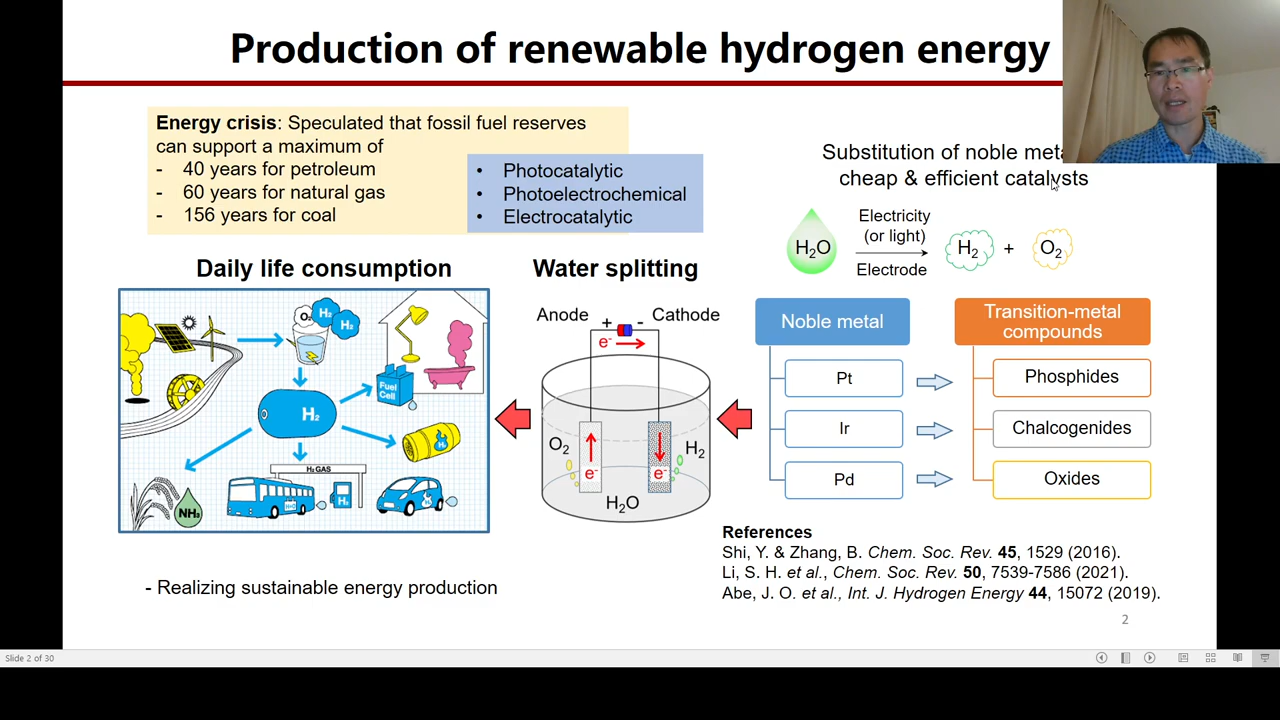 Production of renewable hydrogen energy
Energy crisis: Speculated that fossil fuel reserves
can support a maximum of
- 40 years for petroleum
- 60 years for natural gas
- 156 years for coal
• Photocatalytic
• Photoelectrochemical
• Electrocatalytic
Substitution of noble
cheap & efficient catalysts
H₂O
Electricity
(or light)
Electrode
H₂ + O₂
Daily life consumption
Water splitting
H₂
H₂
H₂
Fuel
Cell
H₂ GAS
H₂
NH₃
Anode
Cathode
+ -
e⁻
O₂
H₂
e⁻
e⁻
H₂O
Noble metal
Pt
Ir
Pd
Transition-metal
compounds
Phosphides
Chalcogenides
Oxides
References
Shi, Y. & Zhang, B. Chem. Soc. Rev. 45, 1529 (2016).
Li, S. H. et al., Chem. Soc. Rev. 50, 7539-7586 (2021).
Abe, J. O. et al., Int. J. Hydrogen Energy 44, 15072 (2019).
- Realizing sustainable energy production
2
Slide 2 of 30